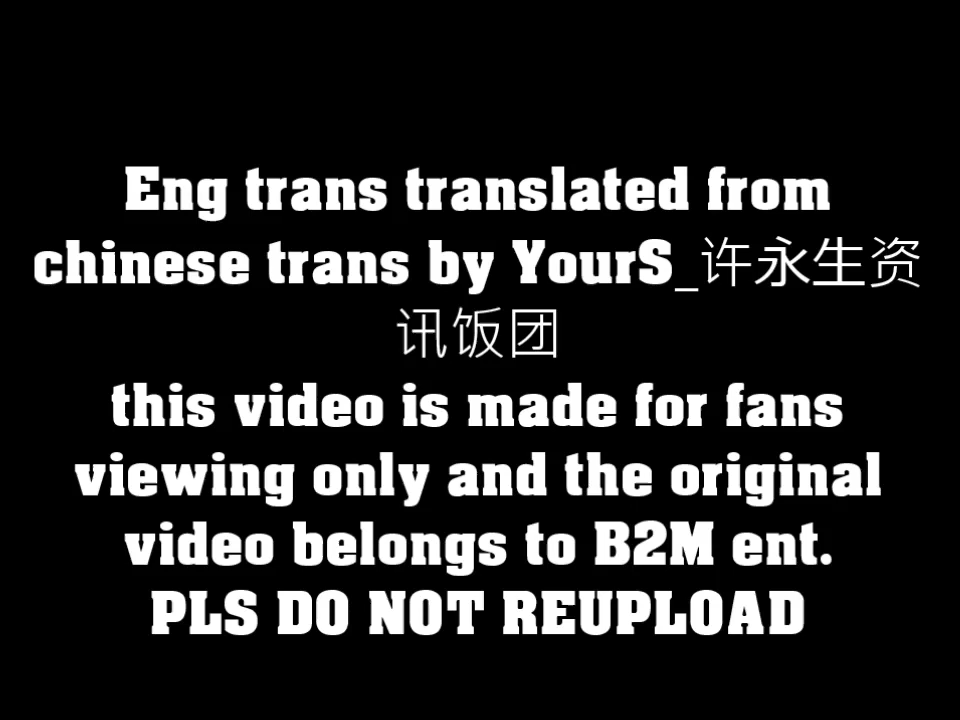 Eng trans translated from
chinese trans by YourS_许永生资
讯饭团
this video is made for fans
viewing only and the original
video belongs to B2M ent.
PLS DO NOT REUPLOAD